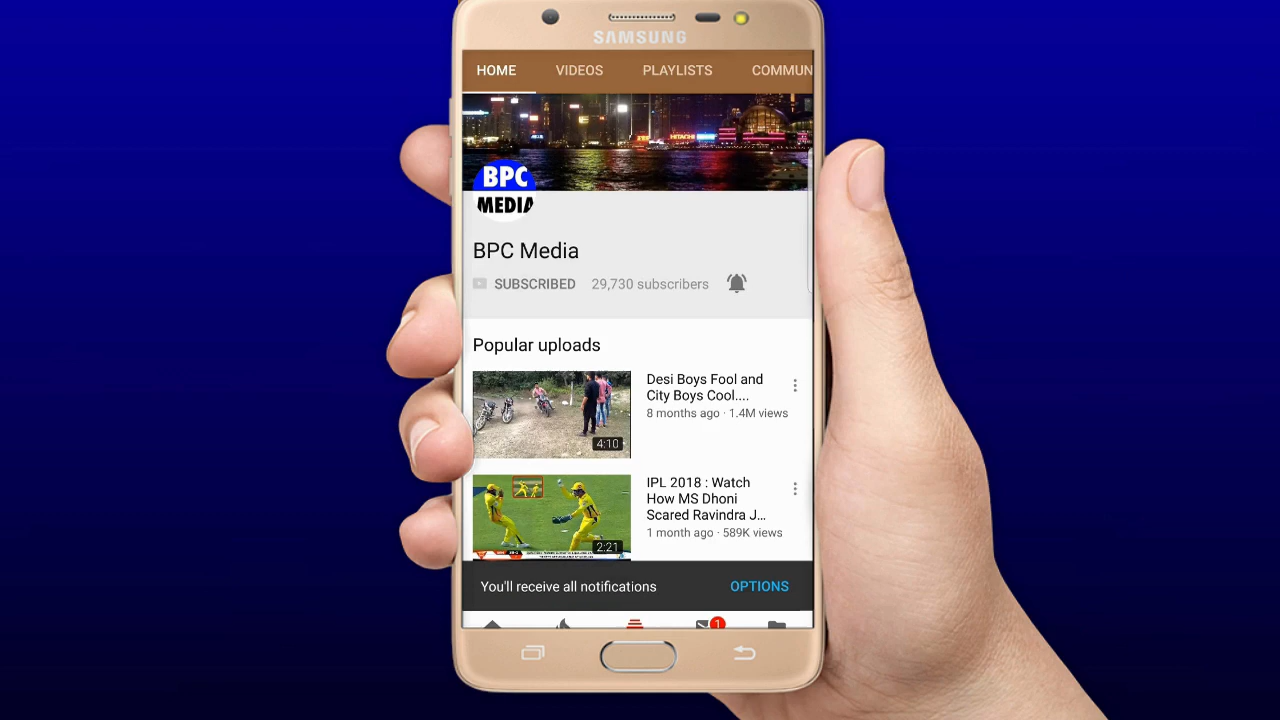 SAMSUNG
HOME VIDEOS PLAYLISTS COMMUN
HITACHI
BPC
MEDIA
BPC Media
SUBSCRIBED 29,730 subscribers
Popular uploads
Desi Boys Fool and
City Boys Cool....
8 months ago · 1.4M views
4:10
IPL 2018 : Watch
How MS Dhoni
Scared Ravindra J...
1 month ago · 589K views
2:21
You'll receive all notifications OPTIONS
1